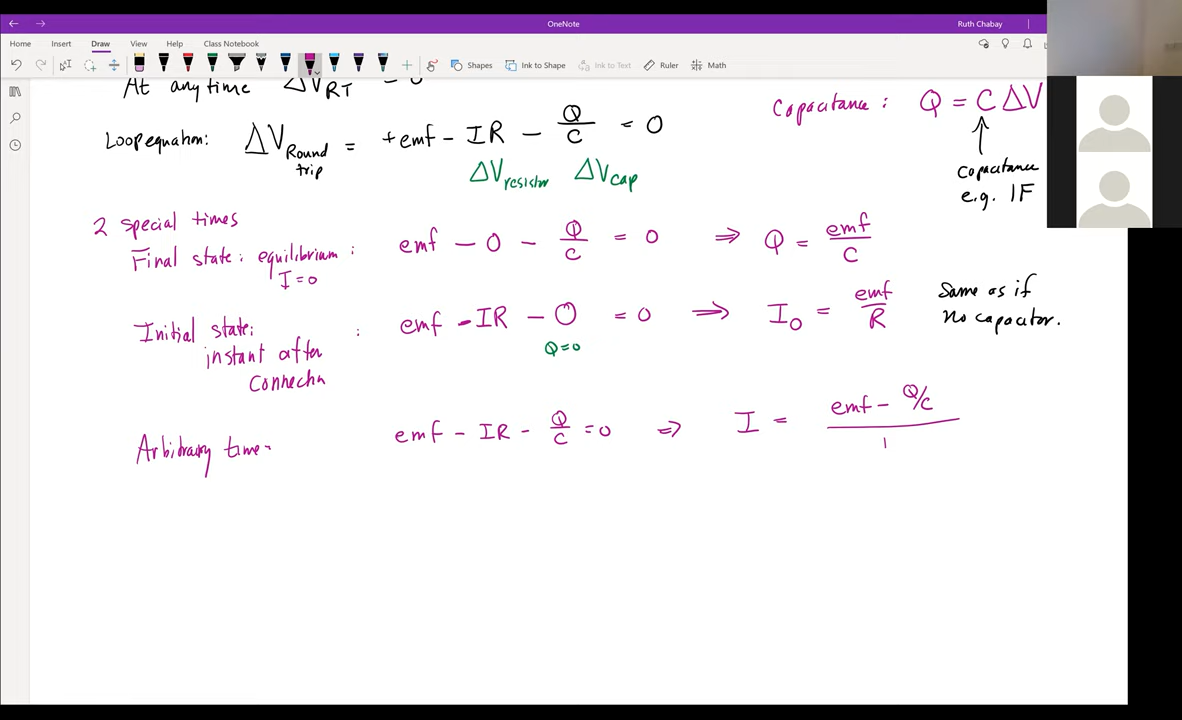 OneNote
Ruth Chabay
Home Insert Draw View Help Class Notebook
Shapes Ink to Shape Ink to Text Ruler Math
At any time ΔV_RT = 0
Capacitance: Q = C ΔV
Loop equation: ΔV_Round trip = +emf - IR - Q/C = 0
ΔV_resistor ΔV_cap
capacitance
e.g. 1F
2 special times
Final state: equilibrium: emf - 0 - Q/C = 0 ⇒ Q = emf/C
I=0
Initial state: : emf - IR - 0 = 0 ⇒ I_0 = emf/R
Same as if
no capacitor.
instant after
Q=0
connectn
Arbitrary time- emf - IR - Q/C = 0 ⇒ I = emf - Q/C